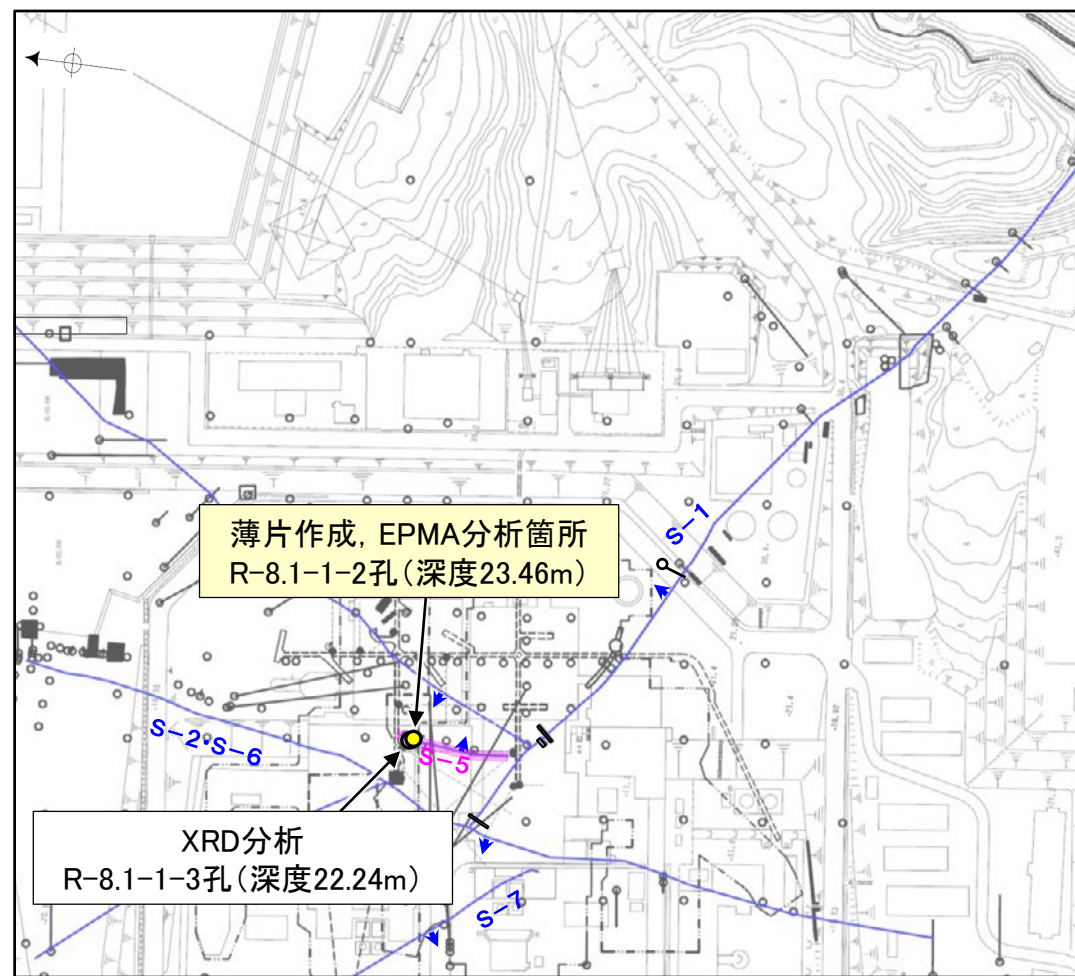 薄片作成, EPMA分析箇所
R-8.1-1-2孔(深度23.46m)
S-1
S-2・S-6
S-5
XRD分析
R-8.1-1-3孔(深度22.24m)
S-7